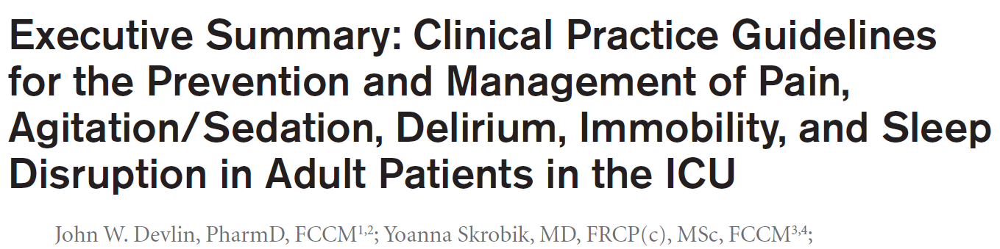 Executive Summary: Clinical Practice Guidelines
for the Prevention and Management of Pain,
Agitation/Sedation, Delirium, Immobility, and Sleep
Disruption in Adult Patients in the ICU
John W. Devlin, PharmD, FCCM¹,²; Yoanna Skrobik, MD, FRCP(c), MSc, FCCM³,⁴;